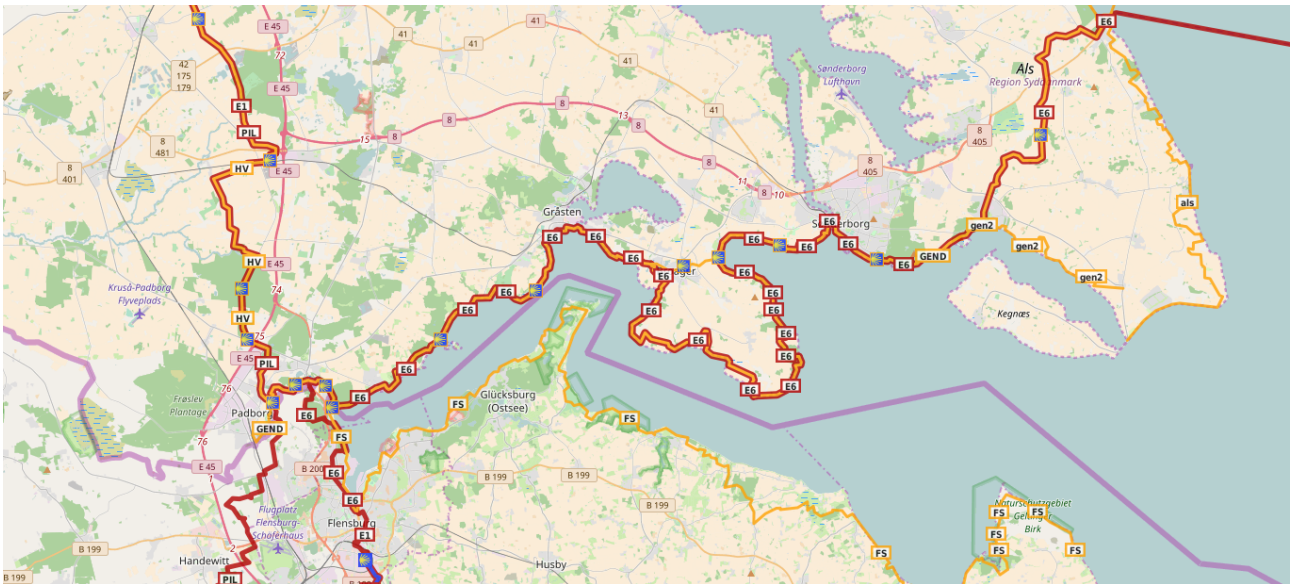 E6
E 45
41
72
42
175
179
41
Als
Region Syddanmark
Sønderborg
Lufthavn
41
E 45
E1
8
13
41
E6
8
PIL
8
481
8
15
8
8
405
HV
E 45
8
401
11
8
10
8
405
als
Gråsten
E6
E6
E6
E6
E6
gen2
gen2
E6
E6
GEND
HV
E 45
E6
E6
E6
gen2
Kruså-Padborg
Flyveplads
74
E6
E6
E6
E6
Kegnæs
HV
75
E6
E6
E 45
PIL
E6
E6
76
E6
E6
E6
Frøslev
Plantage
Glücksburg
(Ostsee)
FS
Padborg
E6
FS
GEND
FS
76
E 45
B 200
E6
B 199
B 199
E6
B 199
Flugplatz
Flensburg-
Schäferhaus
Flensburg
Naturschutzgebiet
Geltinger
Birk
FS
FS
E1
FS
B 199
2
FS
FS
FS
Handewitt
Husby
B 199
PIL